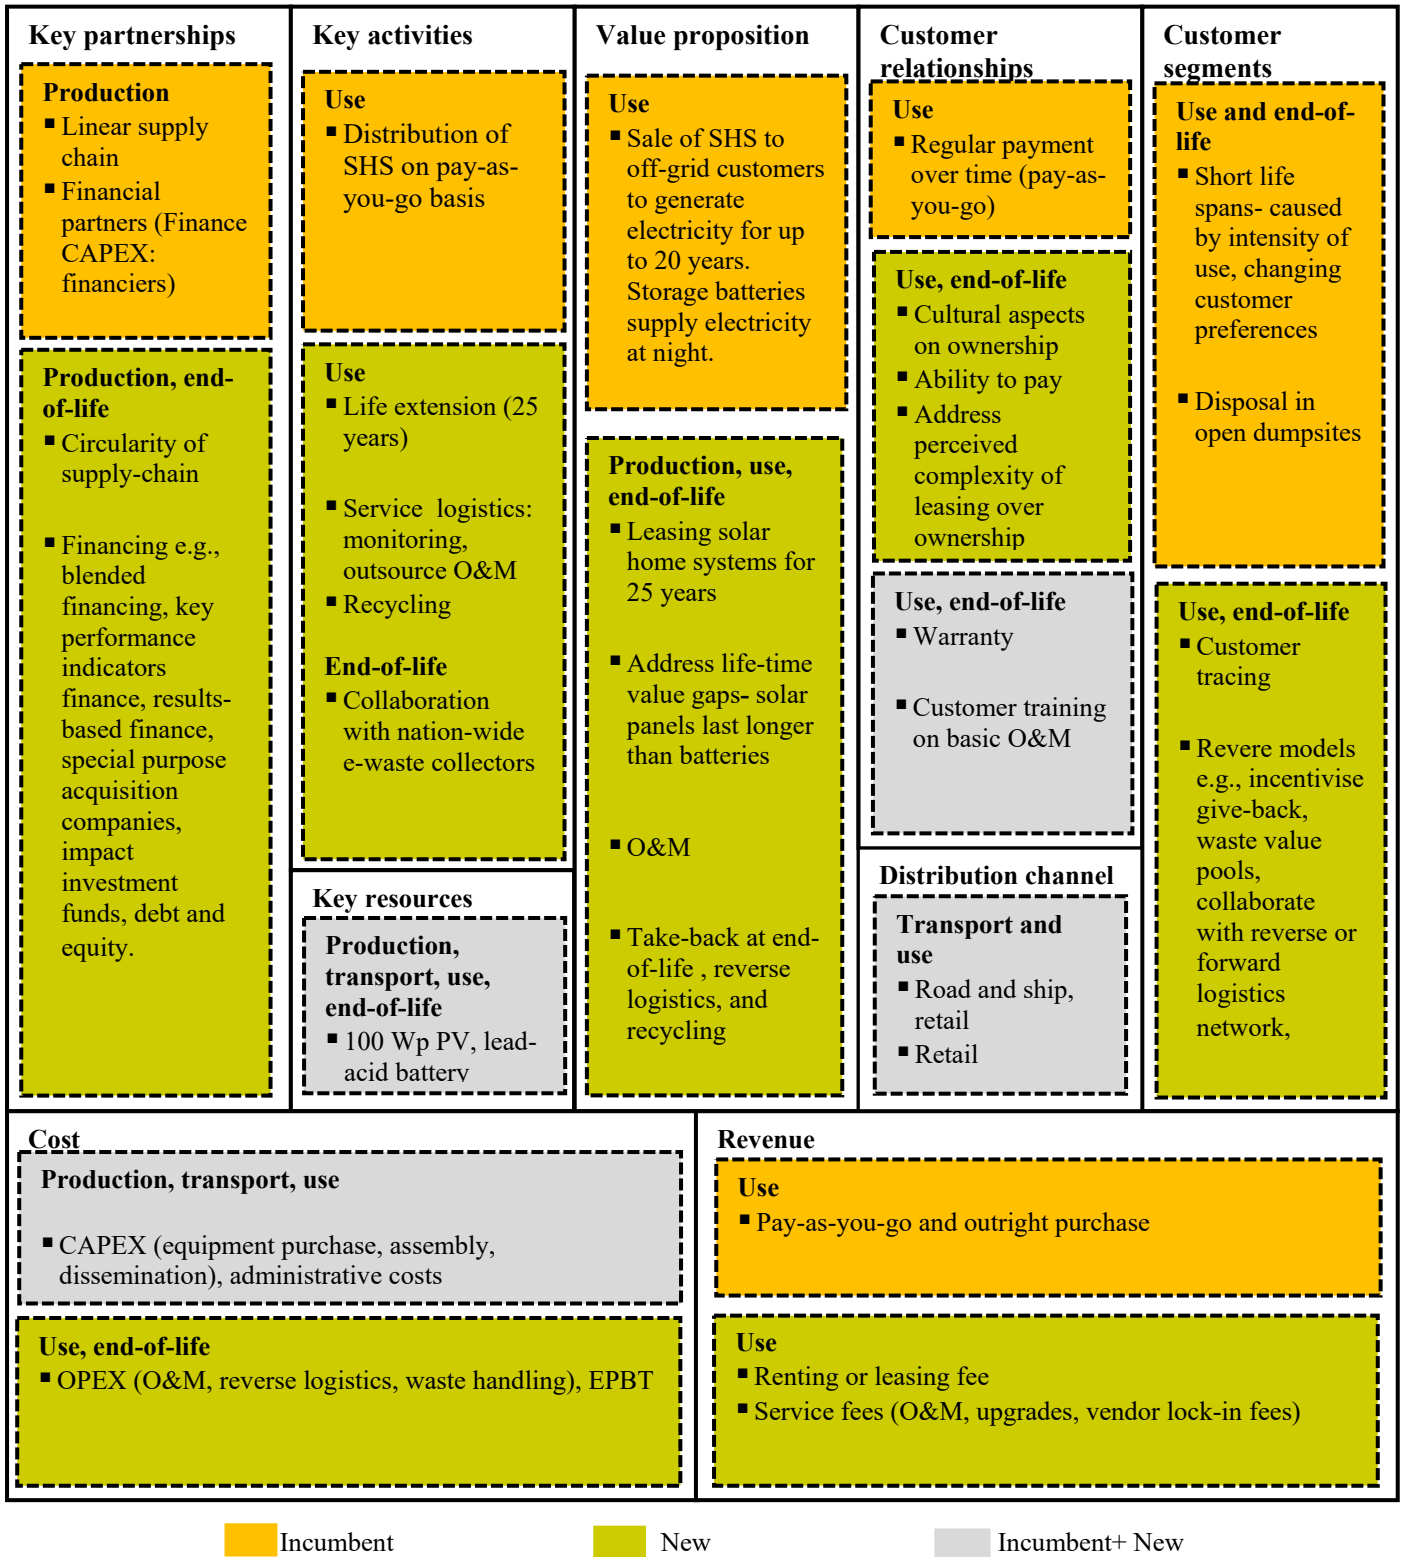 Key partnerships
Production
▪ Linear supply
chain
▪ Financial
partners (Finance
CAPEX:
financiers)
Production, end-
of-life
▪ Circularity of
supply-chain
▪ Financing e.g.,
blended
financing, key
performance
indicators
finance, results-
based finance,
special purpose
acquisition
companies,
impact
investment
funds, debt and
equity.
Key activities
Use
▪ Distribution of
SHS on pay-as-
you-go basis
Use
▪ Life extension (25
years)
▪ Service logistics:
monitoring,
outsource O&M
▪ Recycling
End-of-life
▪ Collaboration
with nation-wide
e-waste collectors
Key resources
Production,
transport, use,
end-of-life
▪ 100 Wp PV, lead-
acid battery
Value proposition
Use
▪ Sale of SHS to
off-grid customers
to generate
electricity for up
to 20 years.
Storage batteries
supply electricity
at night.
Production, use,
end-of-life
▪ Leasing solar
home systems for
25 years
▪ Address life-time
value gaps- solar
panels last longer
than batteries
▪ O&M
▪ Take-back at end-
of-life , reverse
logistics, and
recycling
Customer
relationships
Use
▪ Regular payment
over time (pay-as-
you-go)
Use, end-of-life
▪ Cultural aspects
on ownership
▪ Ability to pay
▪ Address
perceived
complexity of
leasing over
ownership
Use, end-of-life
▪ Warranty
▪ Customer training
on basic O&M
Distribution channel
Transport and
use
▪ Road and ship,
retail
▪ Retail
Customer
segments
Use and end-of-
life
▪ Short life
spans- caused
by intensity of
use, changing
customer
preferences
▪ Disposal in
open dumpsites
Use, end-of-life
▪ Customer
tracing
▪ Revere models
e.g., incentivise
give-back,
waste value
pools,
collaborate
with reverse or
forward
logistics
network,
Cost
Production, transport, use
▪ CAPEX (equipment purchase, assembly,
dissemination), administrative costs
Use, end-of-life
▪ OPEX (O&M, reverse logistics, waste handling), EPBT
Revenue
Use
▪ Pay-as-you-go and outright purchase
Use
▪ Renting or leasing fee
▪ Service fees (O&M, upgrades, vendor lock-in fees)
Incumbent
New
Incumbent+ New